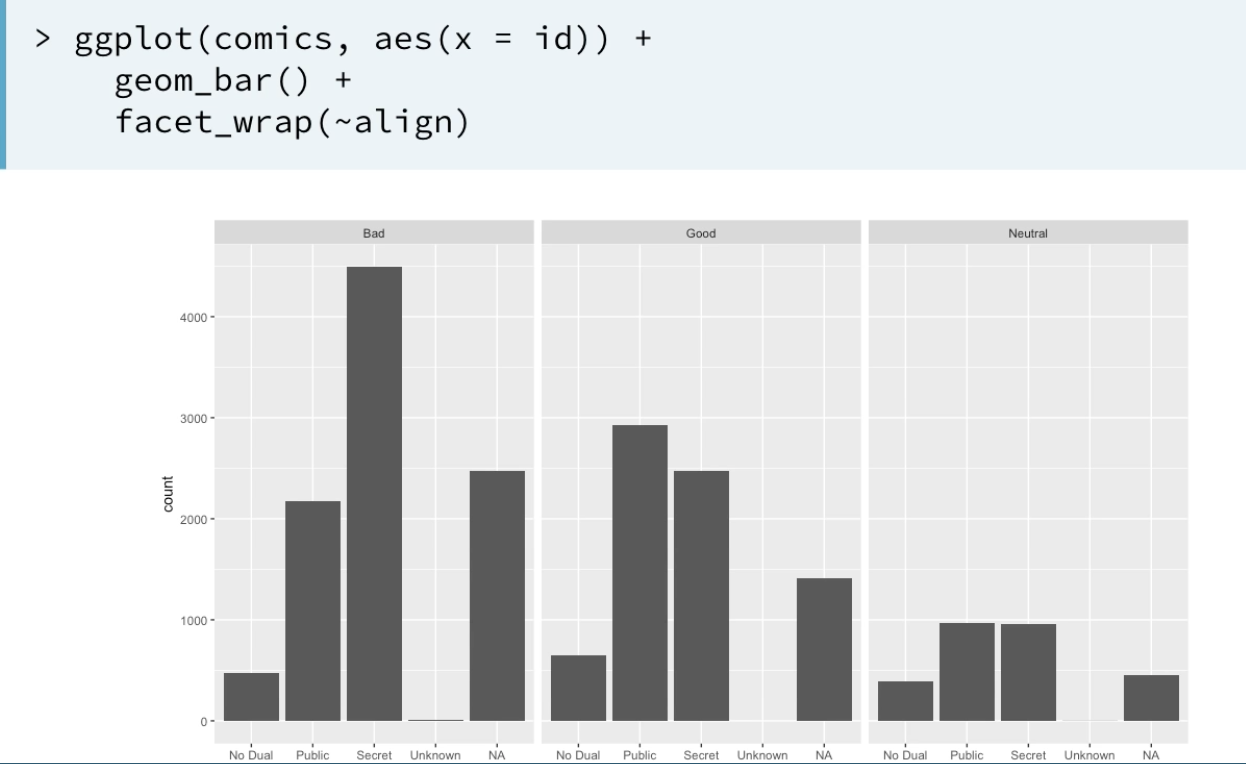 > ggplot(comics, aes(x = id)) +
geom_bar() +
facet_wrap(~align)
Bad Good Neutral
4000
3000
count
2000
1000
0
No Dual Public Secret Unknown NA No Dual Public Secret Unknown NA No Dual Public Secret Unknown NA